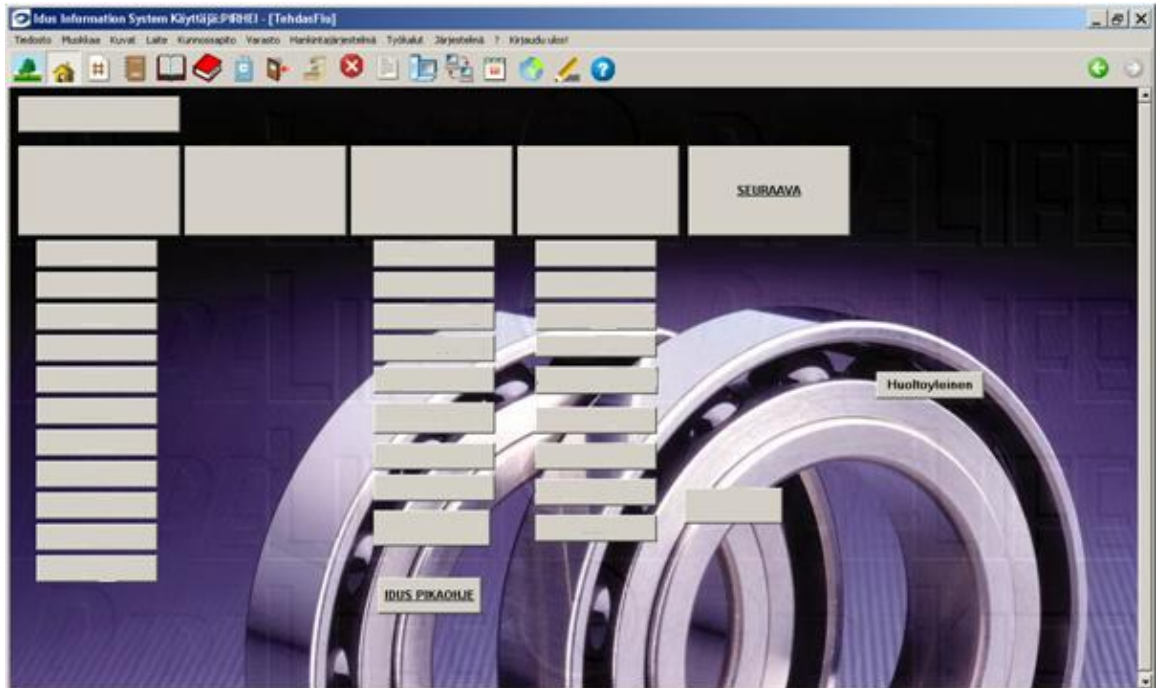 Idus Information System Käyttäjä:PIRHEI - [TehdasFlo]
Tiedosto Muokkaa Kuvat Laite Kunnossapito Varasto Hankintajärjestelmä Työkalut Järjestelmä ? Kirjaudu ulos!
SEURAAVA
Huoltoyleinen
IDUS PIKAOHJE